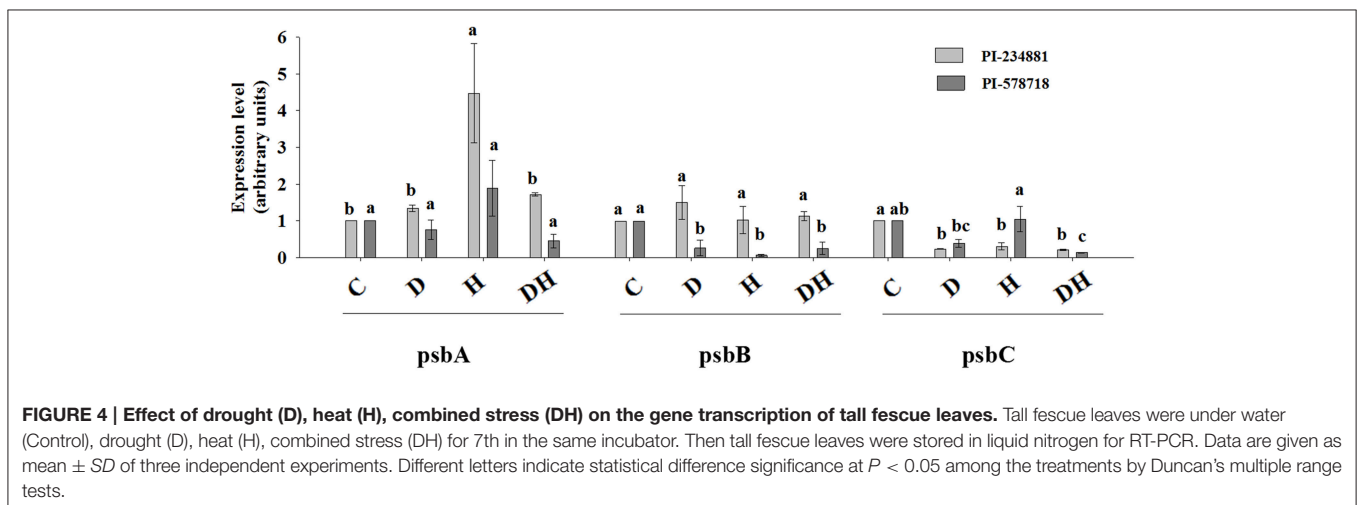 6
5
4
3
2
1
0
Expression level
(arbitrary units)
PI-234881
PI-578718
b a b a a a b a
a a a b a b a b
a ab b bc b a b c
C D H DH C D H DH C D H DH
psbA psbB psbC
FIGURE 4 | Effect of drought (D), heat (H), combined stress (DH) on the gene transcription of tall fescue leaves. Tall fescue leaves were under water
(Control), drought (D), heat (H), combined stress (DH) for 7th in the same incubator. Then tall fescue leaves were stored in liquid nitrogen for RT-PCR. Data are given as
mean ± SD of three independent experiments. Different letters indicate statistical difference significance at P < 0.05 among the treatments by Duncan's multiple range
tests.